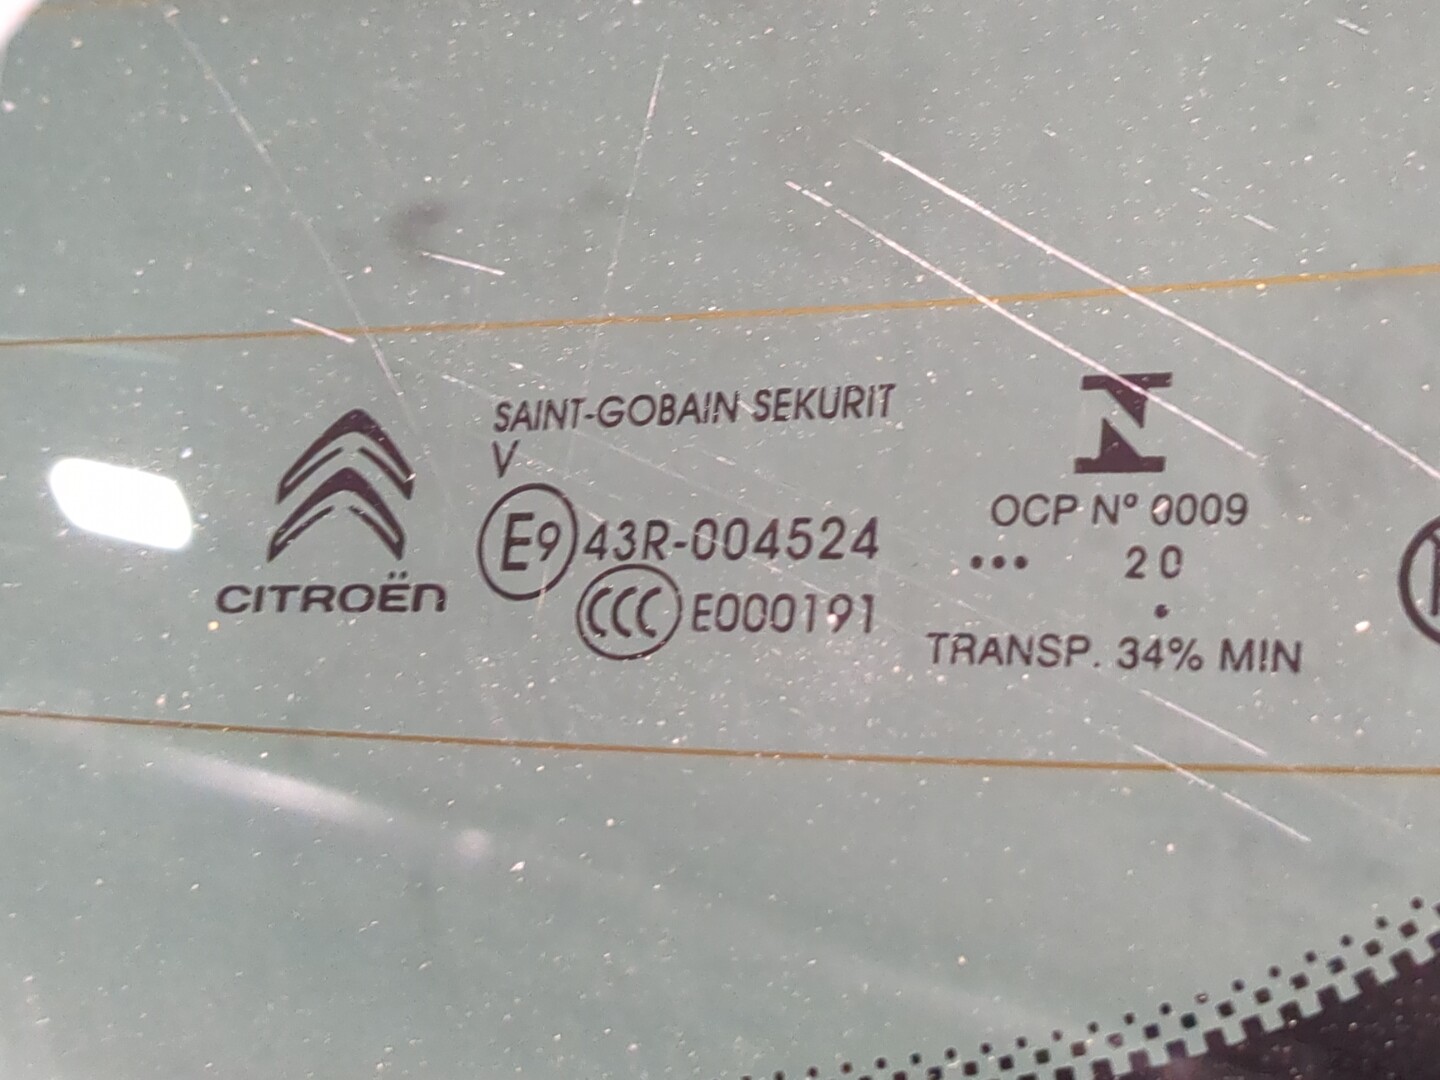 CITROËN
SAINT-GOBAIN SEKURIT
V
E9 43R-004524
CCC E000191
OCP Nº 0009
... 20
.
TRANSP. 34% MIN